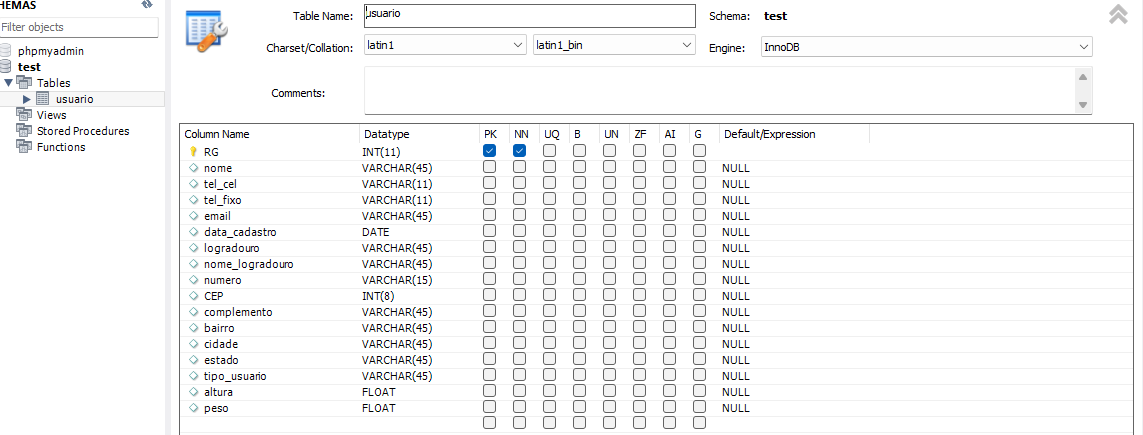 HEMAS
Filter objects
phpmyadmin
test
Tables
usuario
Views
Stored Procedures
Functions
Table Name: usuario Schema: test
Charset/Collation: latin1 latin1_bin Engine: InnoDB
Comments:
Column Name Datatype PK NN UQ B UN ZF AI G Default/Expression
RG INT(11)
nome VARCHAR(45) NULL
tel_cel VARCHAR(11) NULL
tel_fixo VARCHAR(11) NULL
email VARCHAR(45) NULL
data_cadastro DATE NULL
logradouro VARCHAR(45) NULL
nome_logradouro VARCHAR(45) NULL
numero VARCHAR(15) NULL
CEP INT(8) NULL
complemento VARCHAR(45) NULL
bairro VARCHAR(45) NULL
cidade VARCHAR(45) NULL
estado VARCHAR(45) NULL
tipo_usuario VARCHAR(45) NULL
altura FLOAT NULL
peso FLOAT NULL